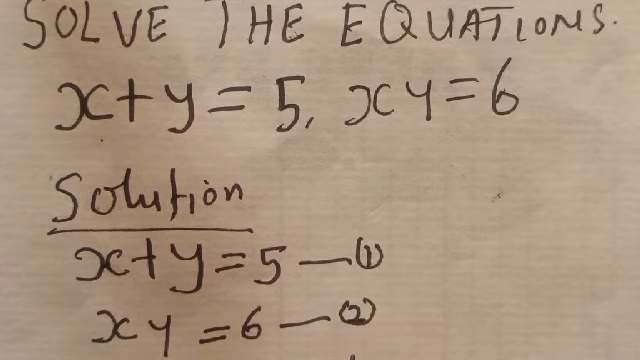 SOLVE THE EQUATIONS.
x+y=5, xy=6
Solution
x+y=5—(1)
xy=6—(2)